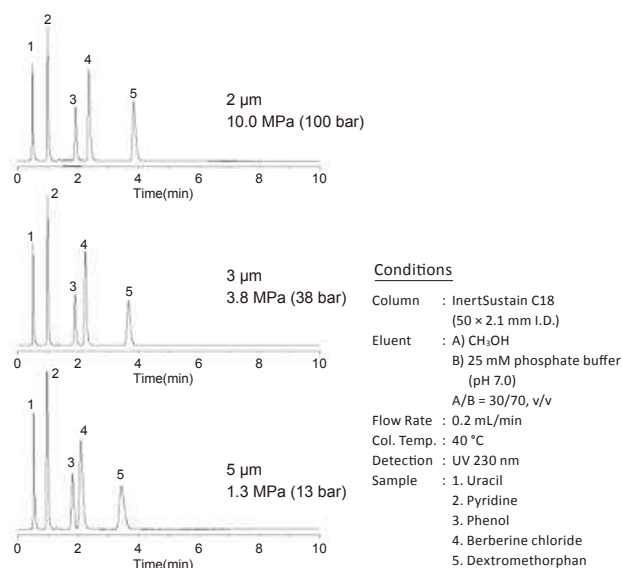 2
1
4
3
5
2 µm
10.0 MPa (100 bar)
0 2 4 6 8 10
Time(min)
2
1
4
3
5
3 µm
3.8 MPa (38 bar)
0 2 4 6 8 10
Time(min)
2
1
4
3
5
5 µm
1.3 MPa (13 bar)
0 2 4 6 8 10
Time(min)
Conditions
Column : InertSustain C18
(50 × 2.1 mm I.D.)
Eluent : A) CH₃OH
B) 25 mM phosphate buffer
(pH 7.0)
A/B = 30/70, v/v
Flow Rate : 0.2 mL/min
Col. Temp. : 40 °C
Detection : UV 230 nm
Sample : 1. Uracil
2. Pyridine
3. Phenol
4. Berberine chloride
5. Dextromethorphan